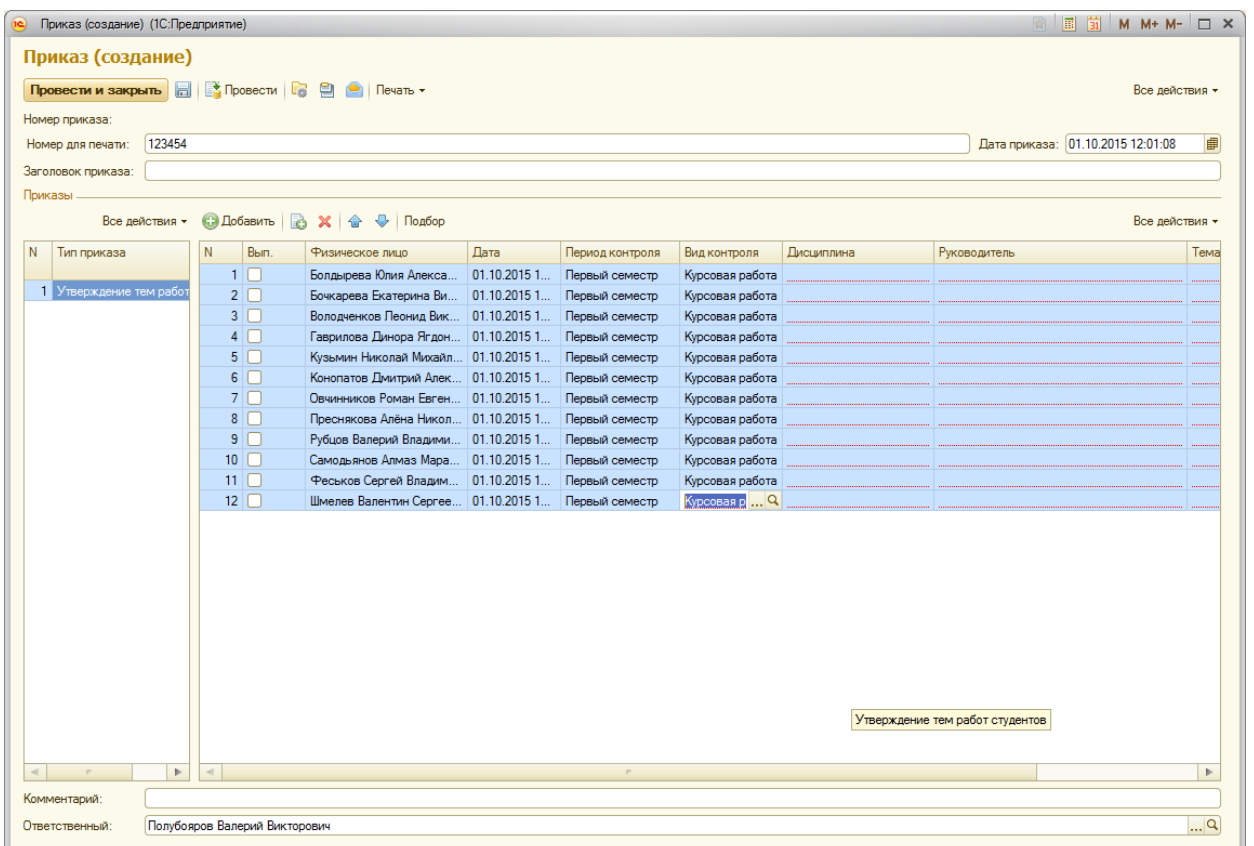 Приказ (создание) (1С:Предприятие) 31 M M+ M-
Приказ (создание)
Провести и закрыть Провести Печать Все действия
Номер приказа:
Номер для печати: 123454 Дата приказа: 01.10.2015 12:01:08
Заголовок приказа:
Приказы
Все действия Добавить Подбор Все действия
N Тип приказа N Вып. Физическое лицо Дата Период контроля Вид контроля Дисциплина Руководитель Тема
1 Болдырева Юлия Алекса... 01.10.2015 1... Первый семестр Курсовая работа
1 Утверждение тем работ 2 Бочкарева Екатерина Ви... 01.10.2015 1... Первый семестр Курсовая работа
3 Володченков Леонид Вик... 01.10.2015 1... Первый семестр Курсовая работа
4 Гаврилова Динора Ягдон... 01.10.2015 1... Первый семестр Курсовая работа
5 Кузьмин Николай Михайл... 01.10.2015 1... Первый семестр Курсовая работа
6 Конопатов Дмитрий Алек... 01.10.2015 1... Первый семестр Курсовая работа
7 Овчинников Роман Евген... 01.10.2015 1... Первый семестр Курсовая работа
8 Преснякова Алёна Никол... 01.10.2015 1... Первый семестр Курсовая работа
9 Рубцов Валерий Владими... 01.10.2015 1... Первый семестр Курсовая работа
10 Самодьянов Алмаз Мара... 01.10.2015 1... Первый семестр Курсовая работа
11 Феськов Сергей Владим... 01.10.2015 1... Первый семестр Курсовая работа
12 Шмелев Валентин Сергее... 01.10.2015 1... Первый семестр Курсовая р ...
Утверждение тем работ студентов
Комментарий:
Ответственный: Полубояров Валерий Викторович ...